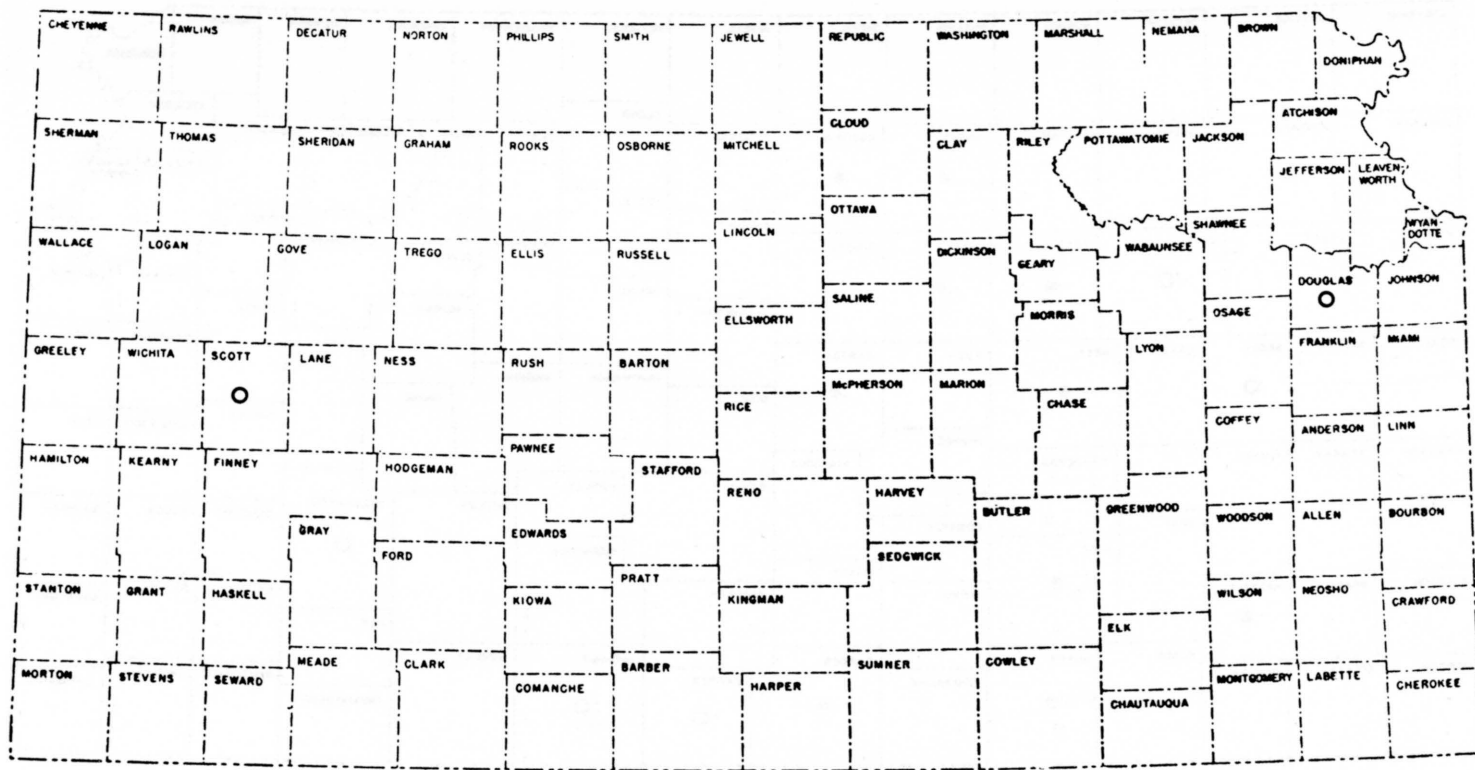 CHEYENNE
RAWLINS
DECATUR
NORTON
PHILLIPS
SMITH
JEWELL
REPUBLIC
WASHINGTON
MARSHALL
NEMAHA
BROWN
DONIPHAN
SHERMAN
THOMAS
SHERIDAN
GRAHAM
ROOKS
OSBORNE
MITCHELL
CLOUD
CLAY
RILEY
POTTAWATOMIE
JACKSON
ATCHISON
JEFFERSON
LEAVEN
WORTH
WYAN-
DOTTE
WALLACE
LOGAN
GOVE
TREGO
ELLIS
RUSSELL
LINCOLN
OTTAWA
DICKINSON
GEARY
WABAUNSEE
SHAWNEE
DOUGLAS
JOHNSON
GREELEY
WICHITA
SCOTT
LANE
NESS
RUSH
BARTON
ELLSWORTH
SALINE
MORRIS
LYON
OSAGE
FRANKLIN
MIAMI
RICE
McPHERSON
MARION
CHASE
COFFEY
ANDERSON
LINN
HAMILTON
KEARNY
FINNEY
HODGEMAN
PAWNEE
STAFFORD
RENO
HARVEY
BUTLER
GREENWOOD
WOODSON
ALLEN
BOURBON
GRAY
FORD
EDWARDS
PRATT
SEDGWICK
STANTON
GRANT
HASKELL
KIOWA
KINGMAN
ELK
WILSON
NEOSHO
CRAWFORD
MORTON
STEVENS
SEWARD
MEADE
CLARK
COMANCHE
BARBER
HARPER
SUMNER
COWLEY
CHAUTAUQUA
MONTGOMERY
LABETTE
CHEROKEE